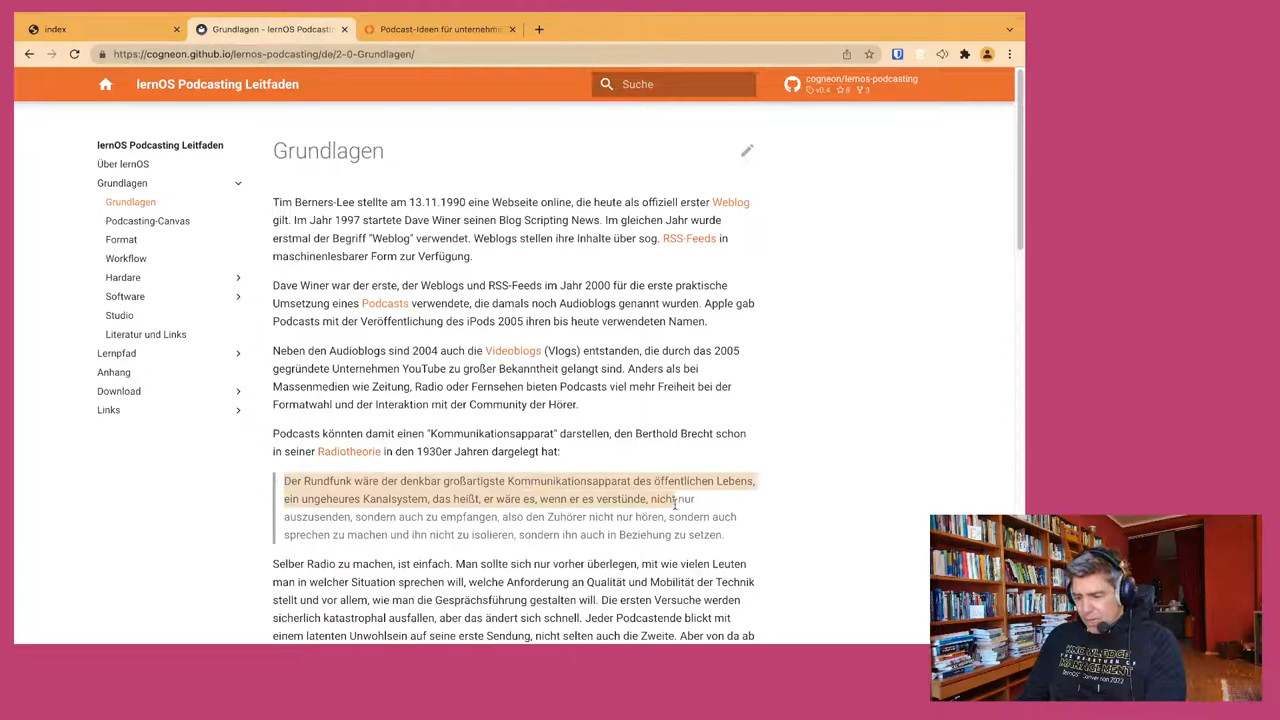 index
Grundlagen - lernOS Podcastin
Podcast-Ideen für unternehme
https://cogneon.github.io/lernos-podcasting/de/2-0-Grundlagen/
lernOS Podcasting Leitfaden
Suche
cogneon/lernos-podcasting
v0.4 8 3
lernOS Podcasting Leitfaden
Über lernOS
Grundlagen
Grundlagen
Podcasting-Canvas
Format
Workflow
Hardare
Software
Studio
Literatur und Links
Lernpfad
Anhang
Download
Links
Grundlagen
Tim Berners-Lee stellte am 13.11.1990 eine Webseite online, die heute als offiziell erster Weblog
gilt. Im Jahr 1997 startete Dave Winer seinen Blog Scripting News. Im gleichen Jahr wurde
erstmal der Begriff "Weblog" verwendet. Weblogs stellen ihre Inhalte über sog. RSS-Feeds in
maschinenlesbarer Form zur Verfügung.
Dave Winer war der erste, der Weblogs und RSS-Feeds im Jahr 2000 für die erste praktische
Umsetzung eines Podcasts verwendete, die damals noch Audioblogs genannt wurden. Apple gab
Podcasts mit der Veröffentlichung des iPods 2005 ihren bis heute verwendeten Namen.
Neben den Audioblogs sind 2004 auch die Videoblogs (Vlogs) entstanden, die durch das 2005
gegründete Unternehmen YouTube zu großer Bekanntheit gelangt sind. Anders als bei
Massenmedien wie Zeitung, Radio oder Fernsehen bieten Podcasts viel mehr Freiheit bei der
Formatwahl und der Interaktion mit der Community der Hörer.
Podcasts könnten damit einen "Kommunikationsapparat" darstellen, den Berthold Brecht schon
in seiner Radiotheorie in den 1930er Jahren dargelegt hat:
Der Rundfunk wäre der denkbar großartigste Kommunikationsapparat des öffentlichen Lebens,
ein ungeheures Kanalsystem, das heißt, er wäre es, wenn er es verstünde, nicht nur
auszusenden, sondern auch zu empfangen, also den Zuhörer nicht nur hören, sondern auch
sprechen zu machen und ihn nicht zu isolieren, sondern ihn auch in Beziehung zu setzen.
Selber Radio zu machen, ist einfach. Man sollte sich nur vorher überlegen, mit wie vielen Leuten
man in welcher Situation sprechen will, welche Anforderung an Qualität und Mobilität der Technik
stellt und vor allem, wie man die Gesprächsführung gestalten will. Die ersten Versuche werden
sicherlich katastrophal ausfallen, aber das ändert sich schnell. Jeder Podcastende blickt mit
einem latenten Unwohlsein auf seine erste Sendung, nicht selten auch die Zweite. Aber von da ab
KNOWLEDGE
MANAGEMENT